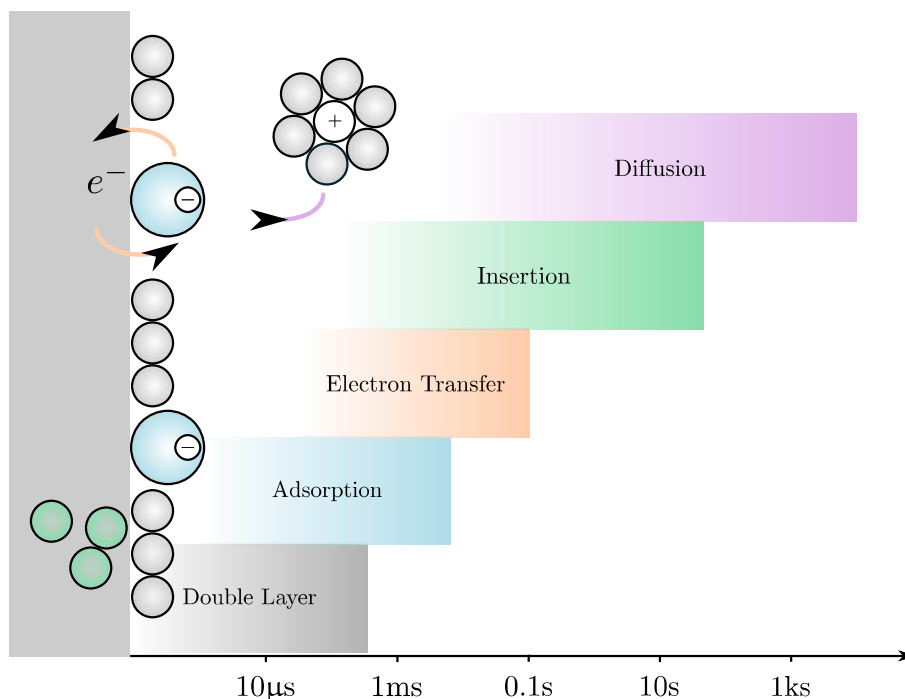 +
Diffusion
e⁻
−
Insertion
Electron Transfer
−
Adsorption
Double Layer
10μs 1ms 0.1s 10s 1ks